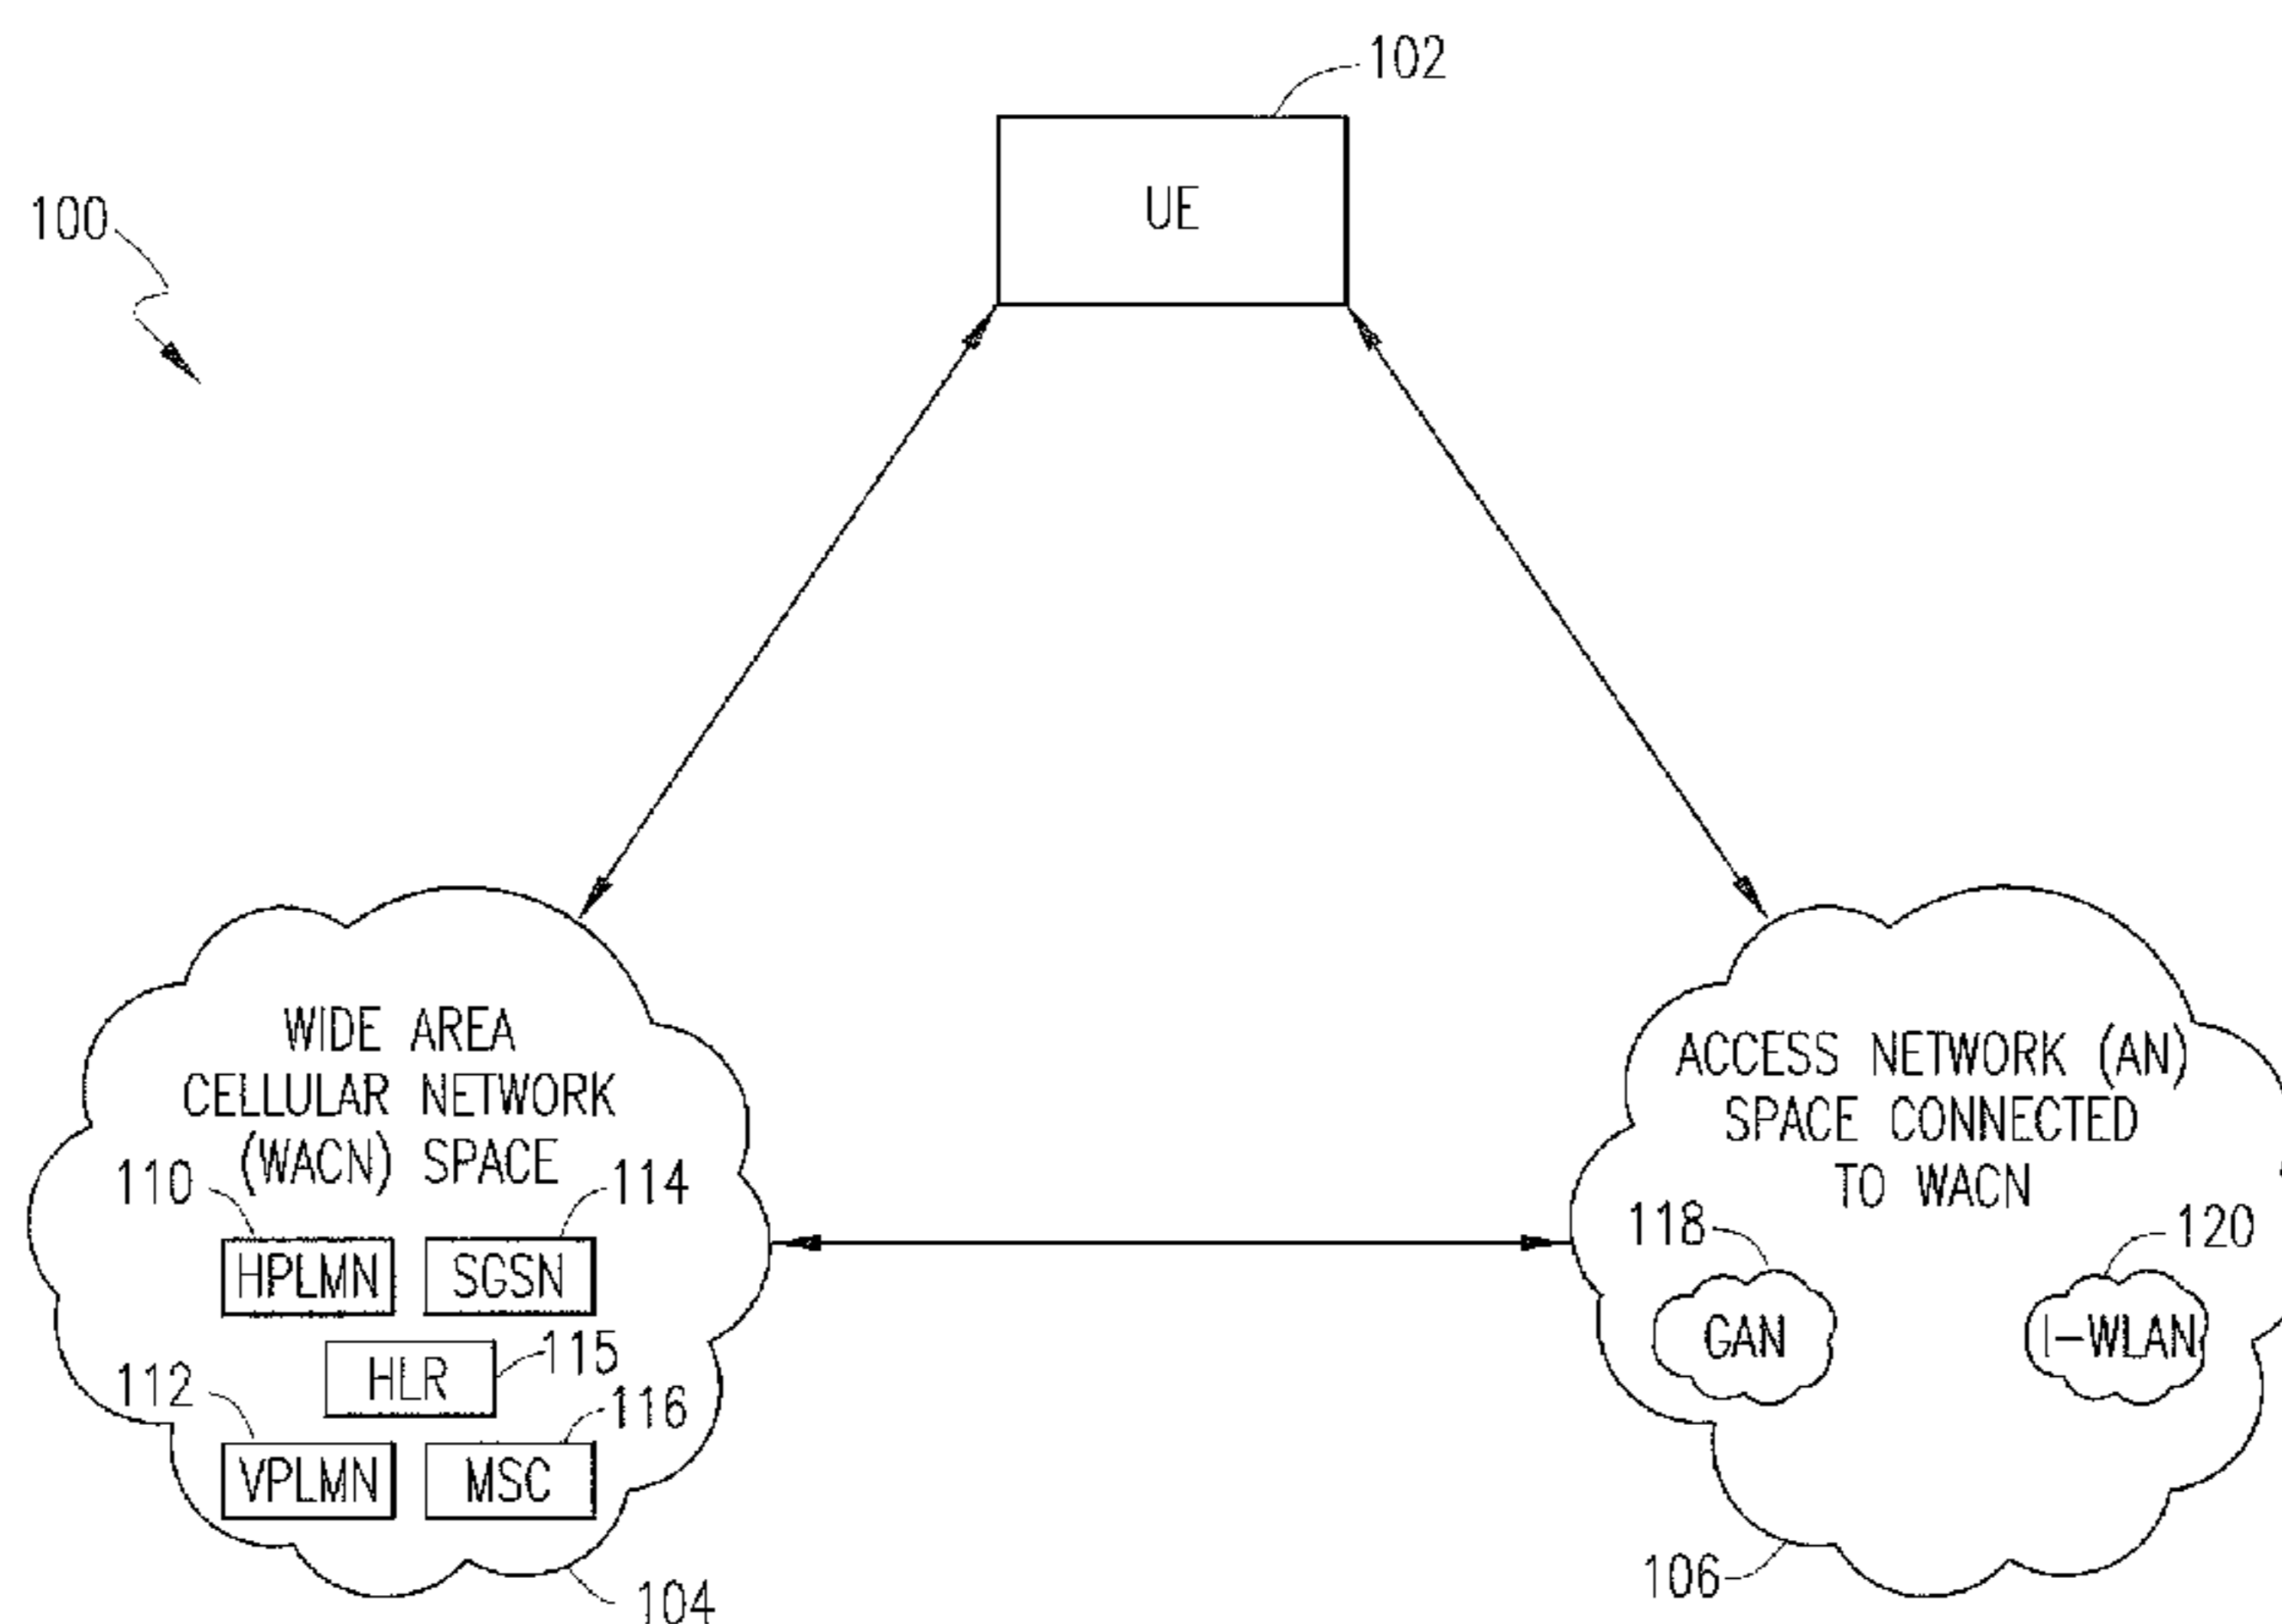 102
UE
100
WIDE AREA
CELLULAR NETWORK
(WACN) SPACE
110
114
HPLMN
SGSN
115
HLR
112
116
VPLMN
MSC
104
ACCESS NETWORK (AN)
SPACE CONNECTED
TO WACN
118
120
GAN
I-WLAN
106